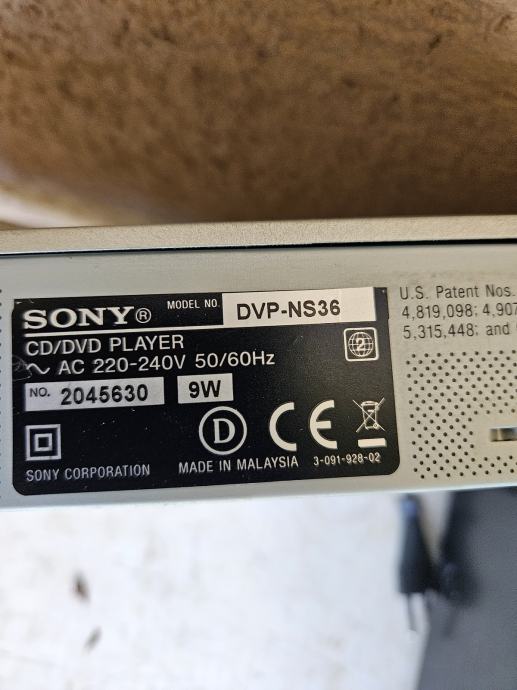 SONY® MODEL NO. DVP-NS36
CD/DVD PLAYER
~ AC 220-240V 50/60Hz
2
NO. 2045630 9W
D CE
SONY CORPORATION MADE IN MALAYSIA 3-091-928-02
U.S. Patent Nos.
4,819,098; 4,907
5,315,448; and